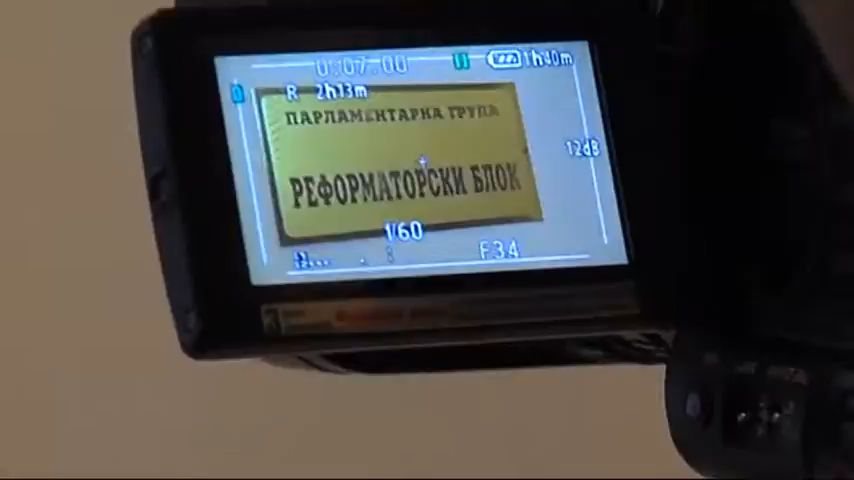 0:07.00
1h40m
R 2h13m
ПАРЛАМЕНТАРНА ГРУПА
12dB
РЕФОРМАТОРСКИ БЛОК
1/60
F3.4